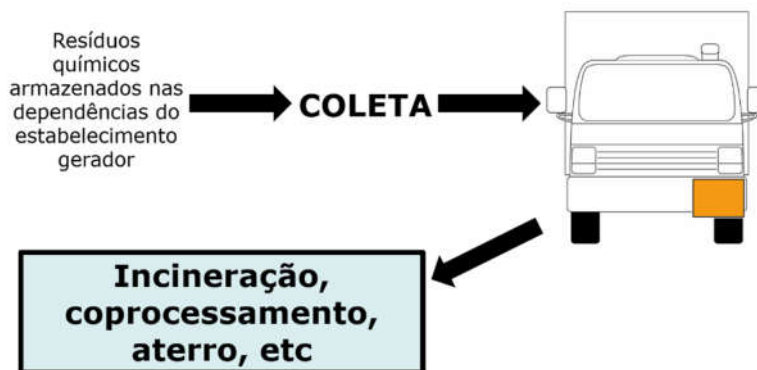 Resíduos
químicos
armazenados nas
dependências do
estabelecimento
gerador
COLETA
Incineração,
coprocessamento,
aterro, etc